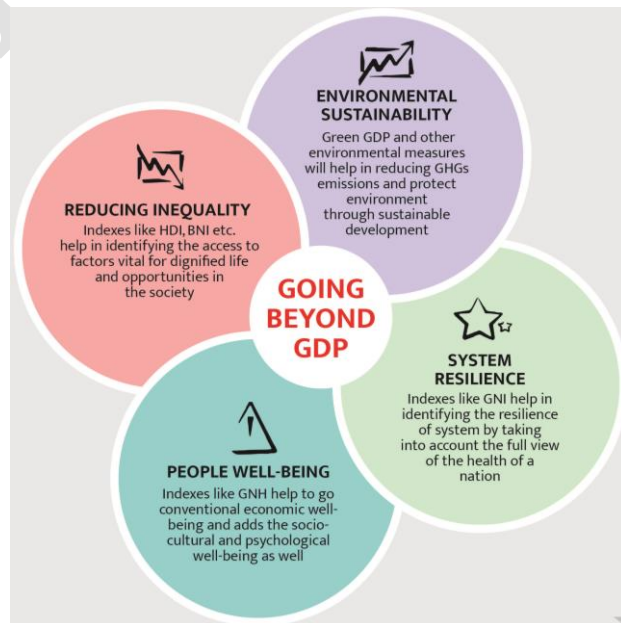 ENVIRONMENTAL
SUSTAINABILITY
Green GDP and other
environmental measures
will help in reducing GHGs
emissions and protect
environment
through sustainable
development
REDUCING INEQUALITY
Indexes like HDI, BNI etc.
help in identifying the access to
factors vital for dignified life
and opportunities in
the society
GOING
BEYOND
GDP
SYSTEM
RESILIENCE
Indexes like GNI help in
identifying the resilience
of system by taking
into account the full view
of the health of a
nation
PEOPLE WELL-BEING
Indexes like GNH help to go
conventional economic well-
being and adds the socio-
cultural and psychological
well-being as well